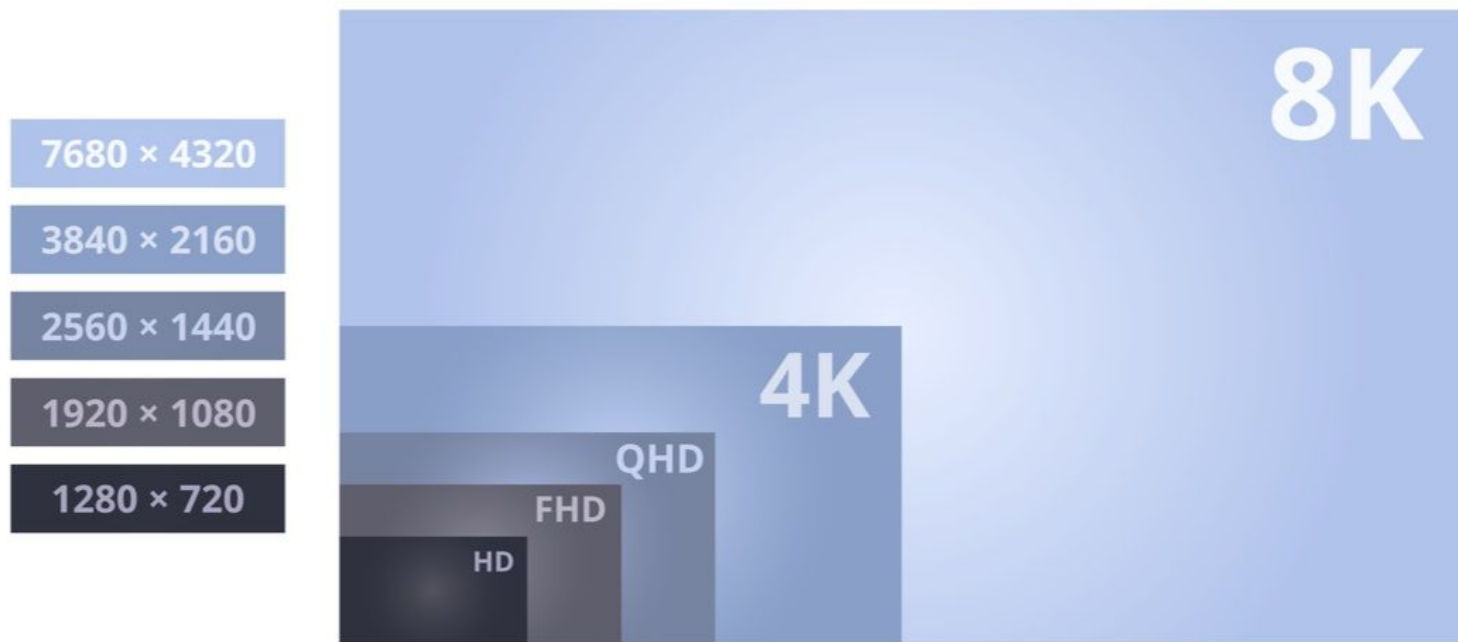 7680 × 4320
3840 × 2160
2560 × 1440
1920 × 1080
1280 × 720
8K
4K
QHD
FHD
HD